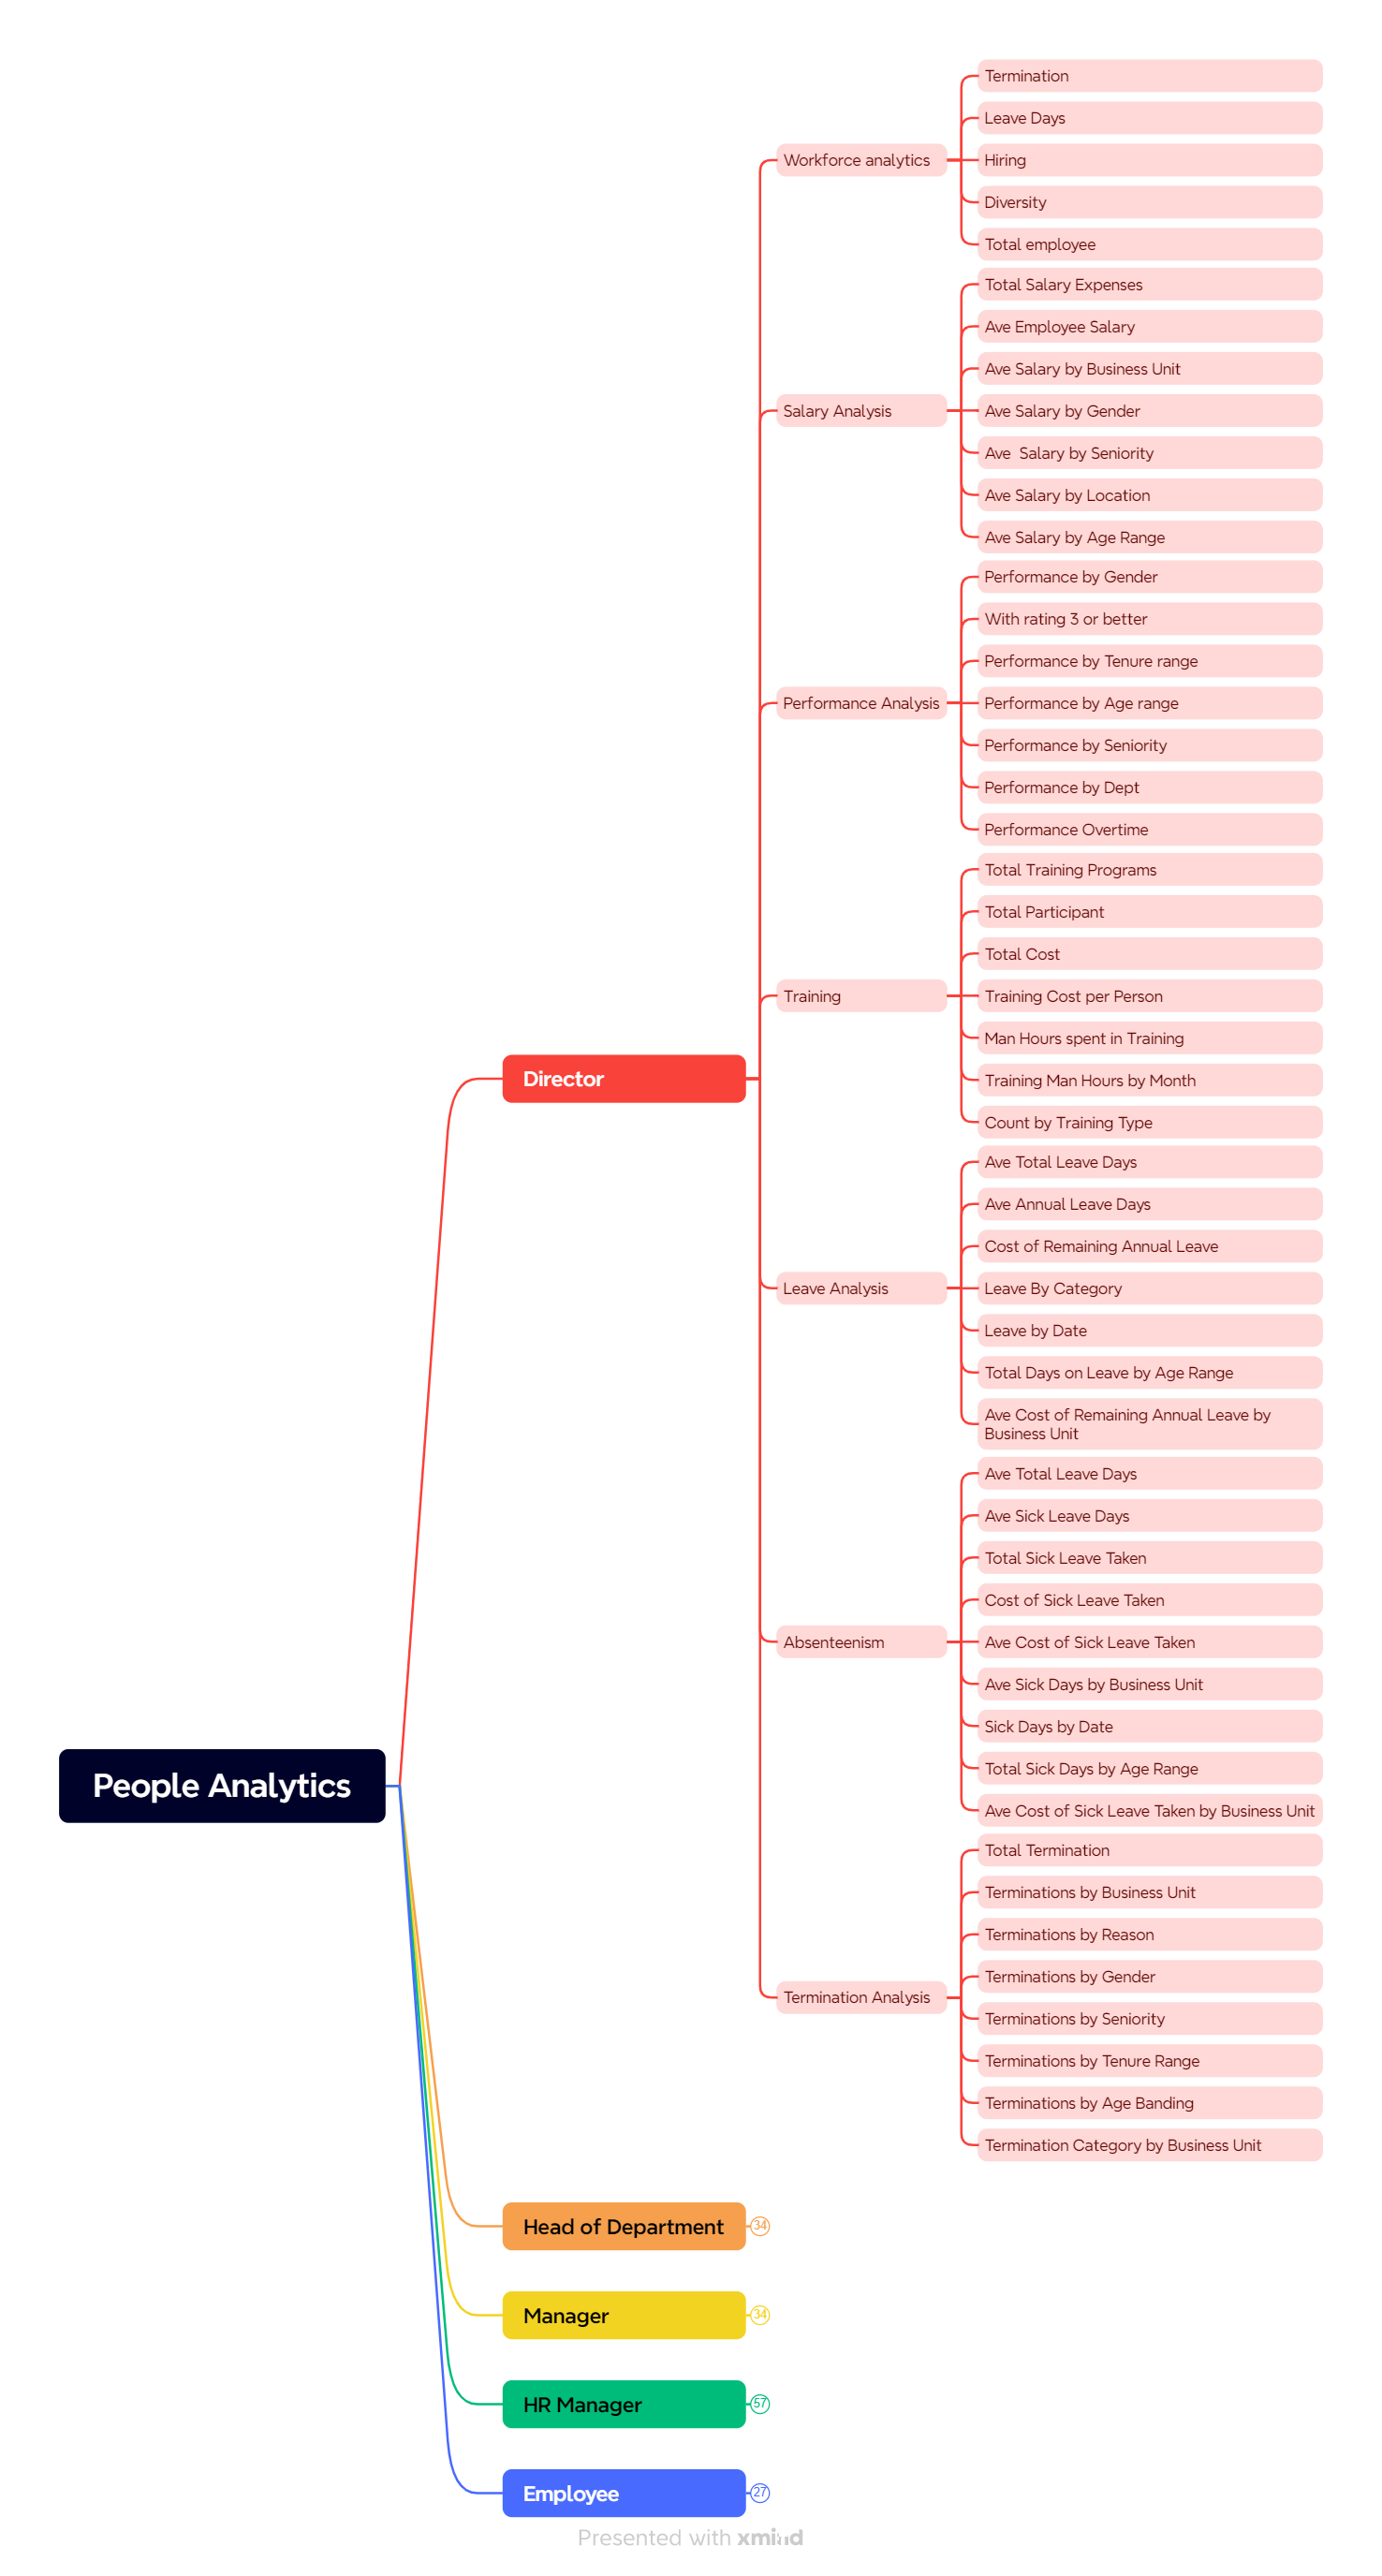 People Analytics
Director
Workforce analytics
Termination
Leave Days
Hiring
Diversity
Total employee
Salary Analysis
Total Salary Expenses
Ave Employee Salary
Ave Salary by Business Unit
Ave Salary by Gender
Ave  Salary by Seniority
Ave Salary by Location
Ave Salary by Age Range
Performance Analysis
Performance by Gender
With rating 3 or better
Performance by Tenure range
Performance by Age range
Performance by Seniority
Performance by Dept
Performance Overtime
Training
Total Training Programs
Total Participant
Total Cost
Training Cost per Person
Man Hours spent in Training
Training Man Hours by Month
Count by Training Type
Leave Analysis
Ave Total Leave Days
Ave Annual Leave Days
Cost of Remaining Annual Leave
Leave By Category
Leave by Date
Total Days on Leave by Age Range
Ave Cost of Remaining Annual Leave by
Business Unit
Absenteenism
Ave Total Leave Days
Ave Sick Leave Days
Total Sick Leave Taken
Cost of Sick Leave Taken
Ave Cost of Sick Leave Taken
Ave Sick Days by Business Unit
Sick Days by Date
Total Sick Days by Age Range
Ave Cost of Sick Leave Taken by Business Unit
Termination Analysis
Total Termination
Terminations by Business Unit
Terminations by Reason
Terminations by Gender
Terminations by Seniority
Terminations by Tenure Range
Terminations by Age Banding
Termination Category by Business Unit
Head of Department 34
Manager 34
HR Manager 57
Employee 27
Presented with xmind